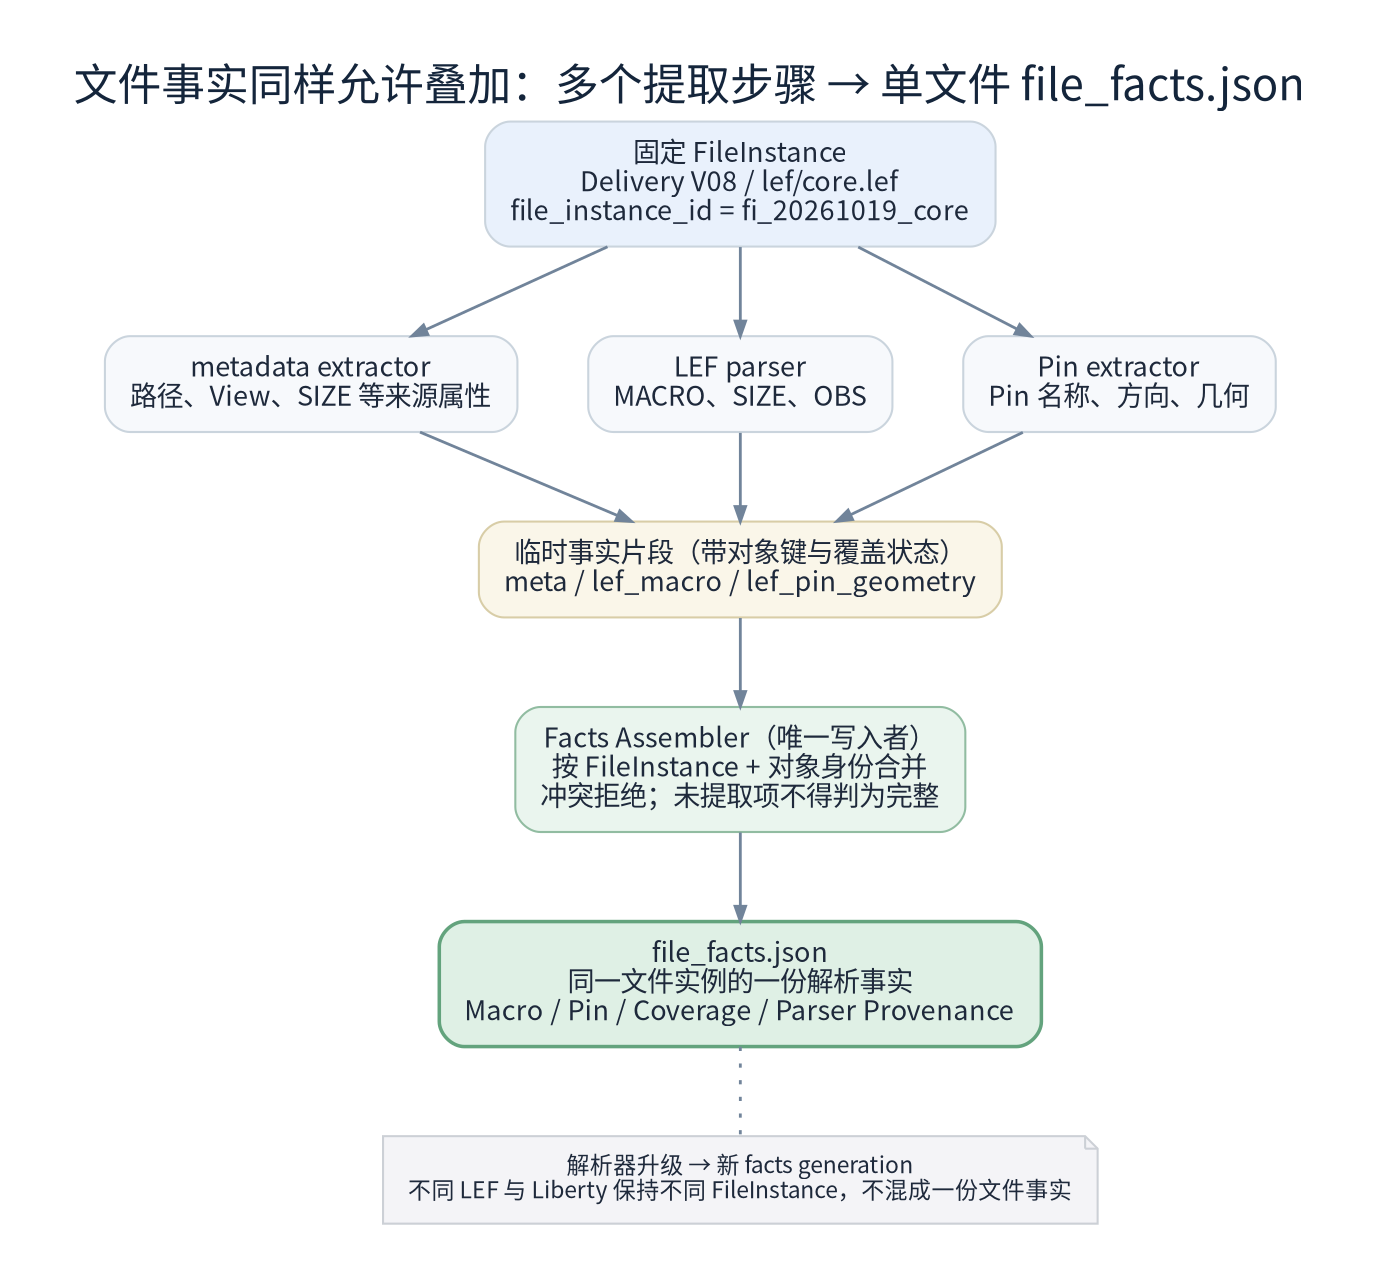 文件事实同样允许叠加：多个提取步骤 → 单文件 file_facts.json
固定 FileInstance
Delivery V08 / lef/core.lef
file_instance_id = fi_20261019_core
metadata extractor
路径、View、SIZE 等来源属性
LEF parser
MACRO、SIZE、OBS
Pin extractor
Pin 名称、方向、几何
临时事实片段（带对象键与覆盖状态）
meta / lef_macro / lef_pin_geometry
Facts Assembler（唯一写入者）
按 FileInstance + 对象身份合并
冲突拒绝；未提取项不得判为完整
file_facts.json
同一文件实例的一份解析事实
Macro / Pin / Coverage / Parser Provenance
解析器升级 → 新 facts generation
不同 LEF 与 Liberty 保持不同 FileInstance，不混成一份文件事实